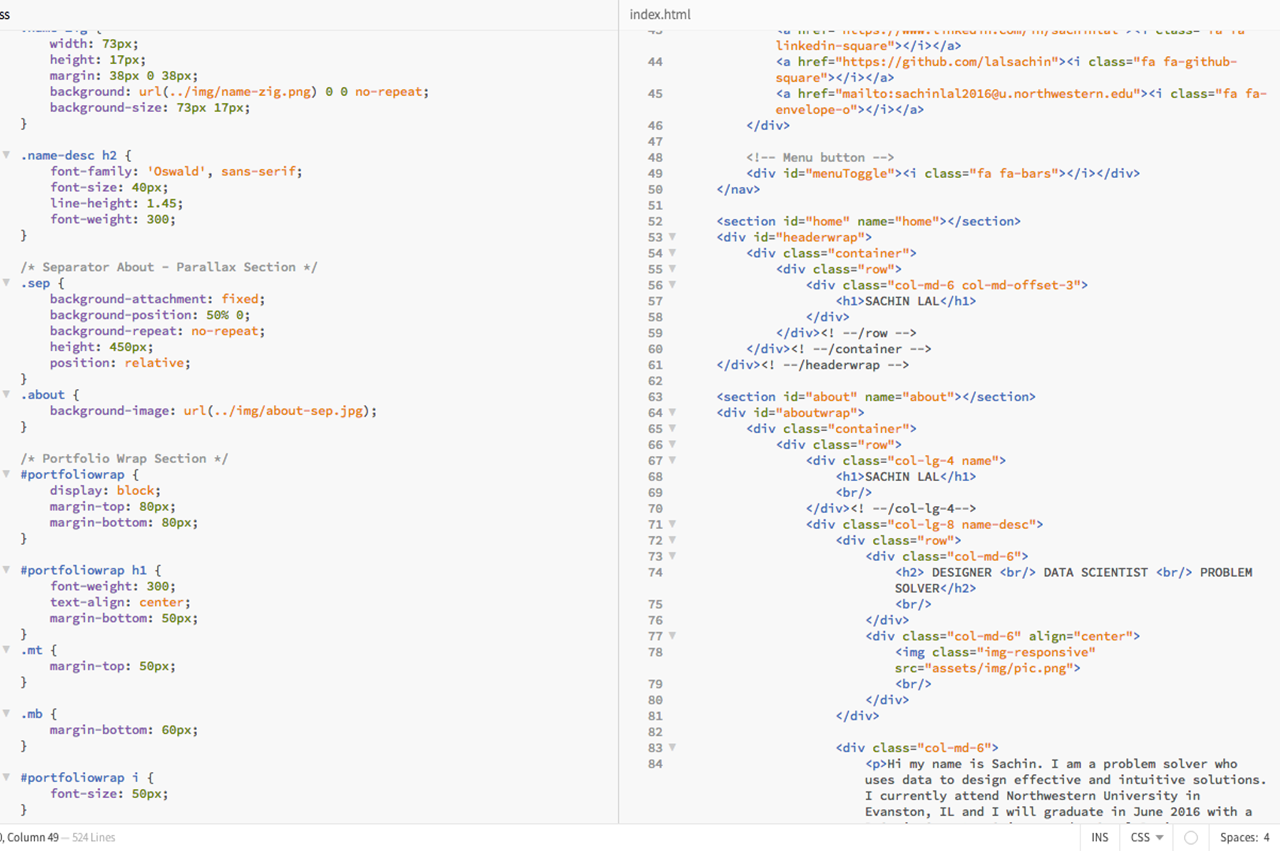 ss
width: 73px;
height: 17px;
margin: 38px 0 38px;
background: url(../img/name-zig.png) 0 0 no-repeat;
background-size: 73px 17px;
}
.name-desc h2 {
font-family: 'Oswald', sans-serif;
font-size: 40px;
line-height: 1.45;
font-weight: 300;
}
/* Separator About - Parallax Section */
.sep {
background-attachment: fixed;
background-position: 50% 0;
background-repeat: no-repeat;
height: 450px;
position: relative;
}
.about {
background-image: url(../img/about-sep.jpg);
}
/* Portfolio Wrap Section */
#portfoliowrap {
display: block;
margin-top: 80px;
margin-bottom: 80px;
}
#portfoliowrap h1 {
font-weight: 300;
text-align: center;
margin-bottom: 50px;
}
.mt {
margin-top: 50px;
}
.mb {
margin-bottom: 60px;
}
#portfoliowrap i {
font-size: 50px;
}
index.html
43 <a href="https://www.linkedin.com/in/sachinlal"><i class="fa fa-
linkedin-square"></i></a>
44 <a href="https://github.com/lalsachin"><i class="fa fa-github-
square"></i></a>
45 <a href="mailto:sachinlal2016@u.northwestern.edu"><i class="fa fa-
envelope-o"></i></a>
46 </div>
47
48 <!-- Menu button -->
49 <div id="menuToggle"><i class="fa fa-bars"></i></div>
50 </nav>
51
52 <section id="home" name="home"></section>
53 <div id="headerwrap">
54 <div class="container">
55 <div class="row">
56 <div class="col-md-6 col-md-offset-3">
57 <h1>SACHIN LAL</h1>
58 </div>
59 </div><! --/row -->
60 </div><! --/container -->
61 </div><! --/headerwrap -->
62
63 <section id="about" name="about"></section>
64 <div id="aboutwrap">
65 <div class="container">
66 <div class="row">
67 <div class="col-lg-4 name">
68 <h1>SACHIN LAL</h1>
69 <br/>
70 </div><! --/col-lg-4-->
71 <div class="col-lg-8 name-desc">
72 <div class="row">
73 <div class="col-md-6">
74 <h2> DESIGNER <br/> DATA SCIENTIST <br/> PROBLEM
SOLVER</h2>
75 <br/>
76 </div>
77 <div class="col-md-6" align="center">
78 <img class="img-responsive"
src="assets/img/pic.png">
79 <br/>
80 </div>
81 </div>
82
83 <div class="col-md-6">
84 <p>Hi my name is Sachin. I am a problem solver who
uses data to design effective and intuitive solutions.
I currently attend Northwestern University in
Evanston, IL and I will graduate in June 2016 with a
0, Column 49 — 524 Lines
INS CSS Spaces: 4